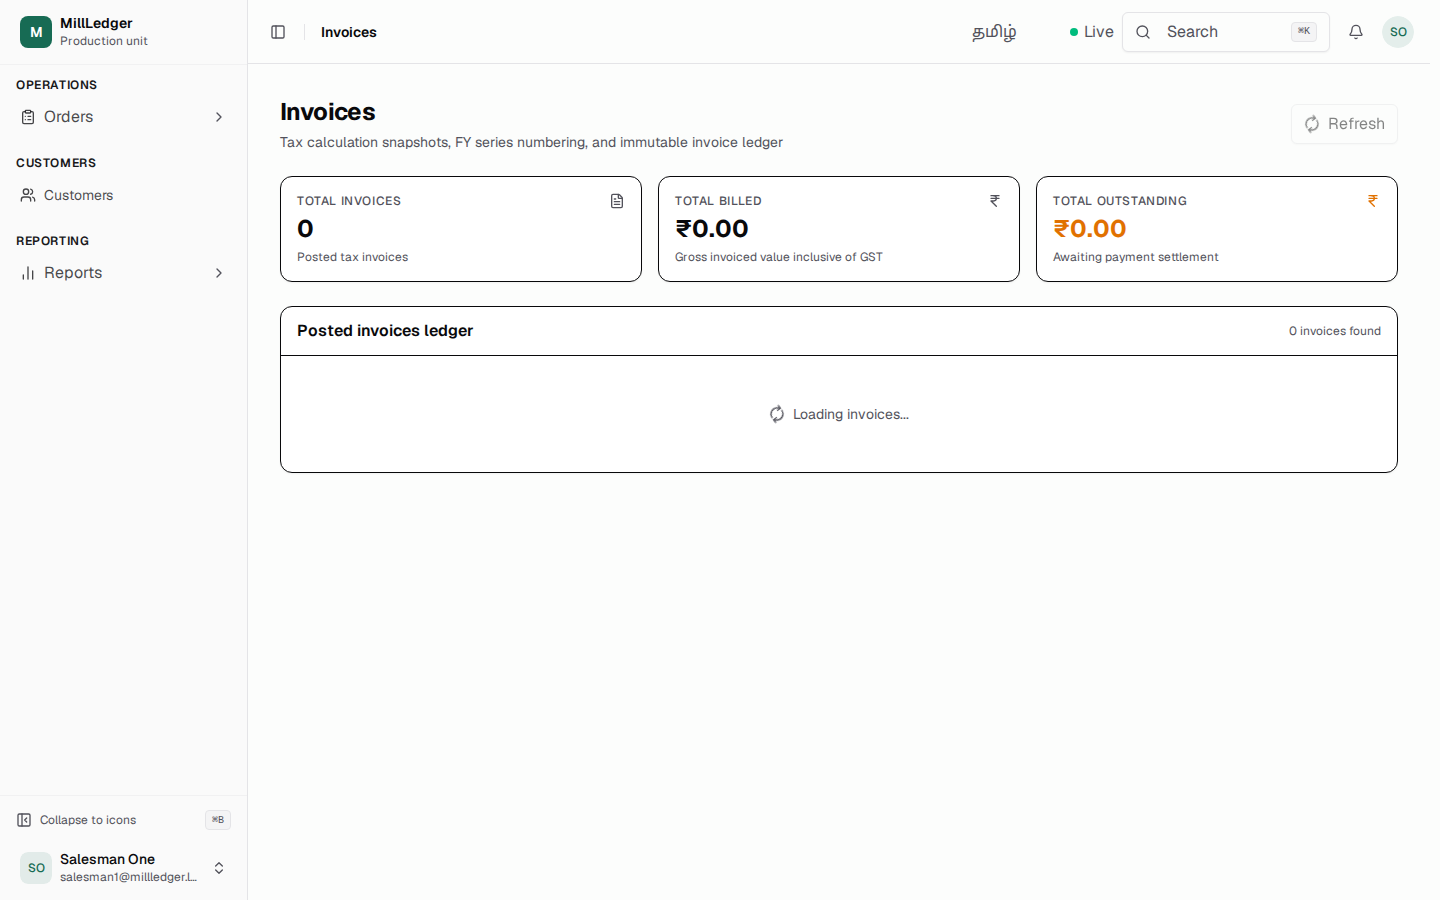 MillLedger
Production unit
OPERATIONS
Orders
CUSTOMERS
Customers
REPORTING
Reports
Collapse to icons
⌘B
SO
Salesman One
salesman1@millledger.l...
M
Invoices
தமிழ்
Live
Search
⌘K
SO
Invoices
Tax calculation snapshots, FY series numbering, and immutable invoice ledger
Refresh
TOTAL INVOICES
0
Posted tax invoices
TOTAL BILLED
₹
₹0.00
Gross invoiced value inclusive of GST
TOTAL OUTSTANDING
₹
₹0.00
Awaiting payment settlement
Posted invoices ledger
0 invoices found
Loading invoices...